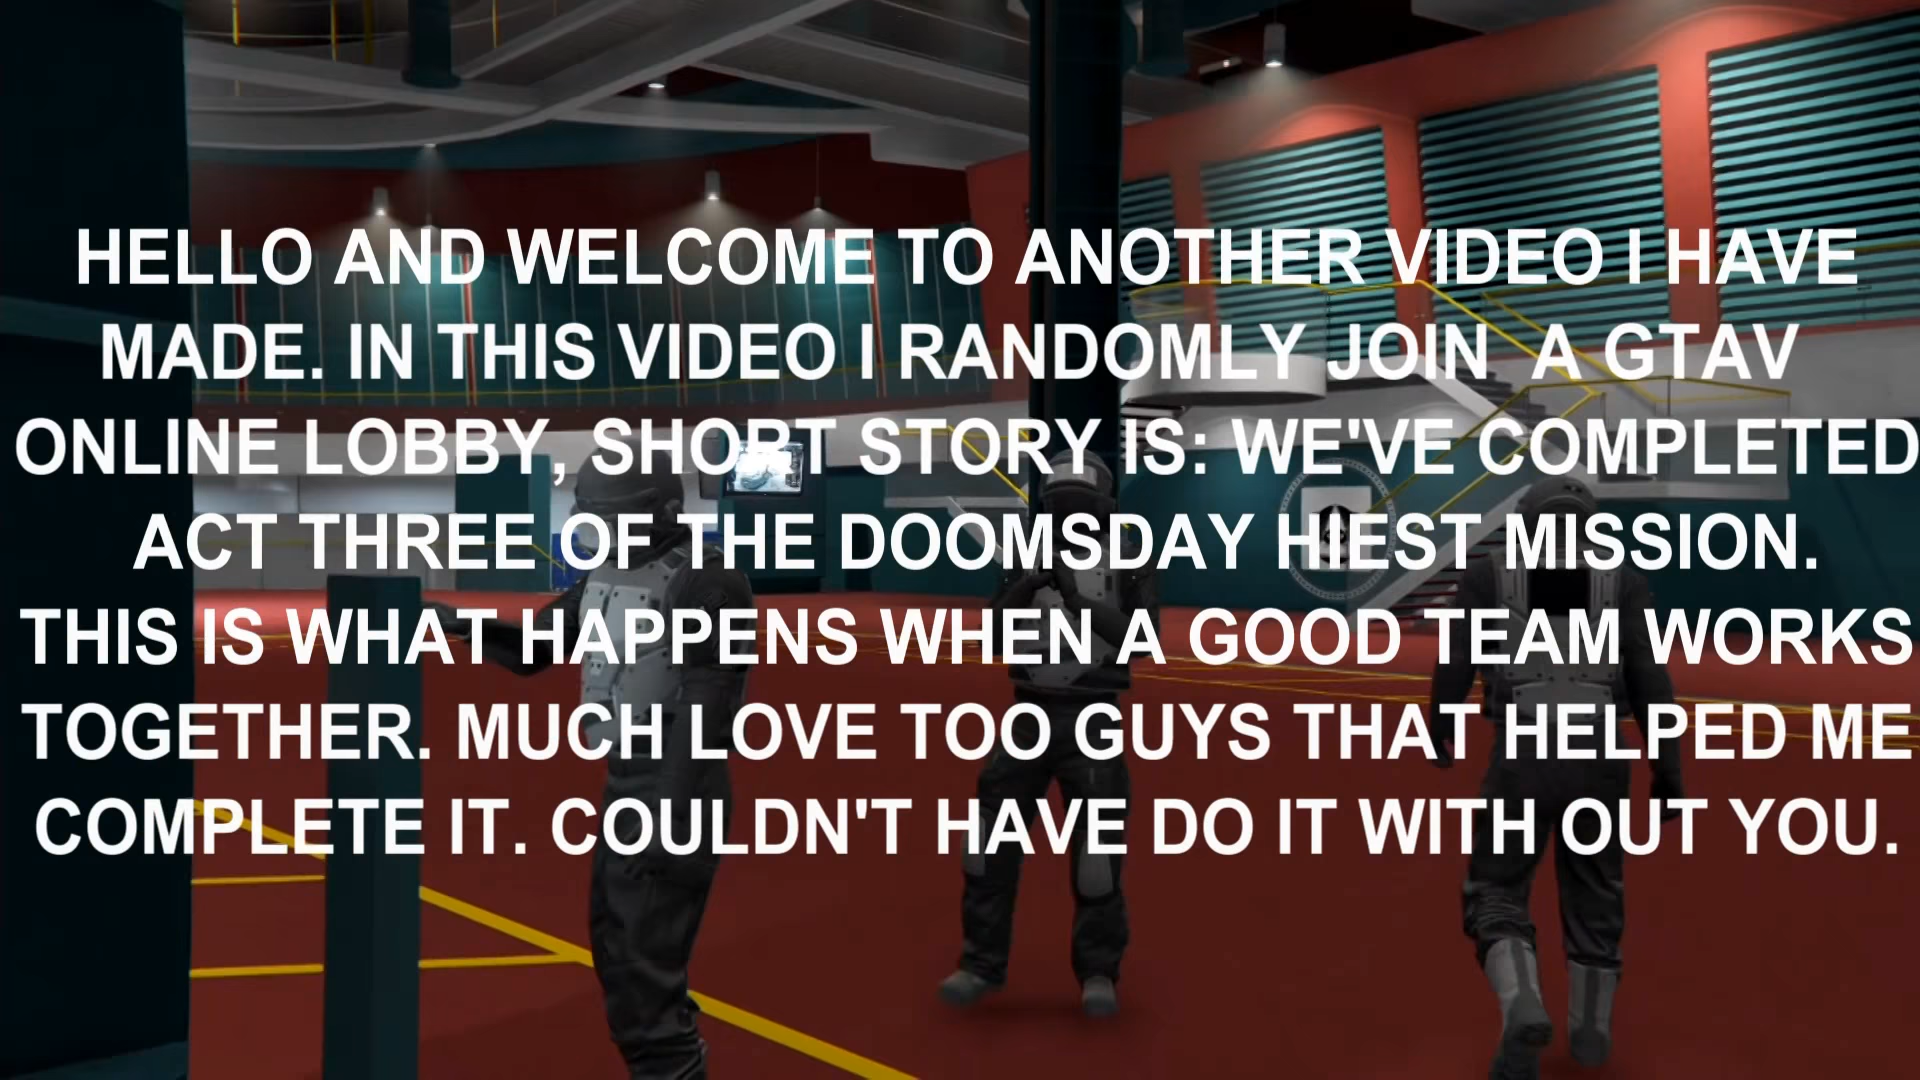 HELLO AND WELCOME TO ANOTHER VIDEO I HAVE
MADE. IN THIS VIDEO I RANDOMLY JOIN  A GTAV
ONLINE LOBBY, SHORT STORY IS: WE'VE COMPLETED
ACT THREE OF THE DOOMSDAY HIEST MISSION.
THIS IS WHAT HAPPENS WHEN A GOOD TEAM WORKS
TOGETHER. MUCH LOVE TOO GUYS THAT HELPED ME
COMPLETE IT. COULDN'T HAVE DO IT WITH OUT YOU.